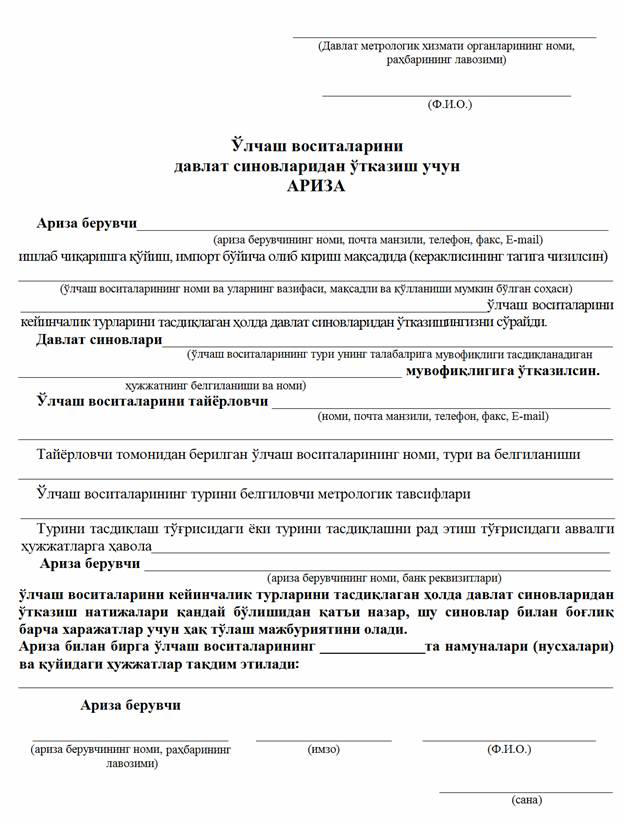 (Давлат метрологик хизмати органларининг номи,
раҳбарининг лавозими)
(Ф.И.О.)
Ўлчаш воситаларини
давлат синовларидан ўтказиш учун
АРИЗА
Ариза берувчи
(ариза берувчининг номи, почта манзили, телефон, факс, E-mail)
ишлаб чиқаришга қўйиш, импорт бўйича олиб кириш мақсадида (кераклисининг тагига чизилсин)
(ўлчаш воситаларининг номи ва уларнинг вазифаси, мақсадли ва қўлланиши мумкин бўлган соҳаси)
ўлчаш воситаларини
кейинчалик турларини тасдиқлаган ҳолда давлат синовларидан ўтказишингизни сўрайди.
Давлат синовлари
(ўлчаш воситаларининг тури унинг талабалрига мувофиқлиги тасдиқланадиган
мувофиқлигига ўтказилсин.
ҳужжатнинг белгиланиши ва номи)
Ўлчаш воситаларини тайёрловчи
(номи, почта манзили, телефон, факс, E-mail)
Тайёрловчи томонидан берилган ўлчаш воситаларининг номи, тури ва белгиланиши
Ўлчаш воситаларининг турини белгиловчи метрологик тавсифлари
Турини тасдиқлаш тўғрисидаги ёки турини тасдиқлашни рад этиш тўғрисидаги аввалги
ҳужжатларга ҳавола
Ариза берувчи
(ариза берувчининг номи, банк реквизитлари)
ўлчаш воситаларини кейинчалик турларини тасдиқлаган ҳолда давлат синовларидан
ўтказиш натижалари қандай бўлишидан қатъи назар, шу синовлар билан боғлиқ
барча харажатлар учун ҳақ тўлаш мажбуриятини олади.
Ариза билан бирга ўлчаш воситаларининг ______________та намуналари (нусхалари)
ва қуйидаги ҳужжатлар тақдим этилади:
Ариза берувчи
(ариза берувчининг номи, раҳбарининг (имзо) (Ф.И.О.)
лавозими)
(сана)